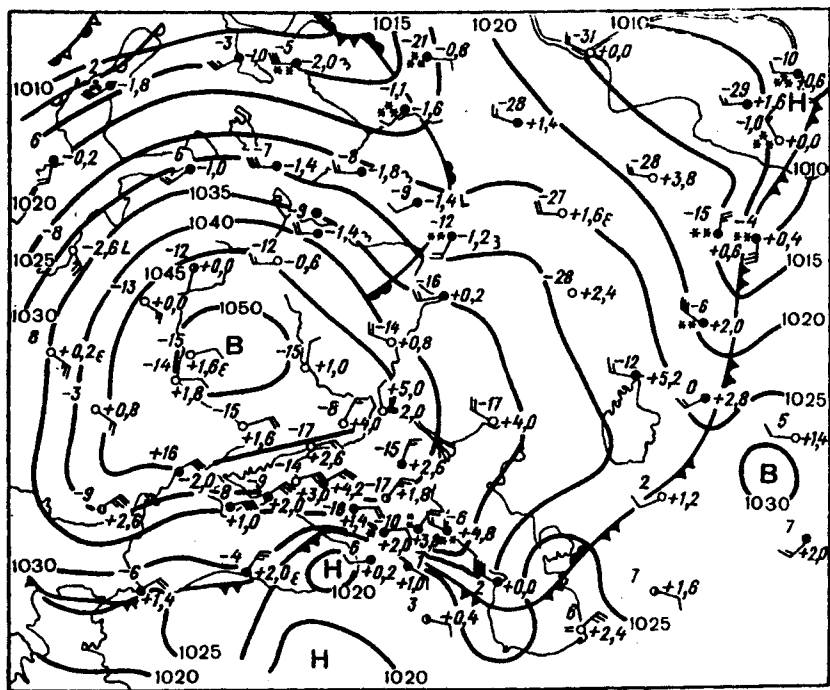 1015 1020 1010
-3 -1,0 -5 ** -2,0 3 -21 ** -0,8 -31 +0,0 -10 ** +0,6
2 3 -1,8
1010 -1,1 ** -1,6 -28 +1,4 -29 +1,6 H
6 -1,0 ** +0,0
-0,2 6 -1,0 -7 -1,4 -8 -1,8 3 -28 +3,8 1010
1020 1035 -9 -1,4 -27 +1,6 ε
1040 -9 -1,4 3 -12 ** -1,2 3 -15 ** +0,6 -4 ** +0,4
-8 -2,6 L
1025 1045 -12 +0,0 -12 -0,6 1015
-13 +0,0 -16 +0,2 -28 +2,4
1030 1050 -6 ** +2,0 1020
8 +0,2 ε -15 +1,6 ε B -14 +0,8
-14 +1,8 -15 +1,0 -12 +5,2 0 +2,8 1025
-3 +0,8 +5,0 -2,0
-15 +1,6 -8 +4,0 -17 +4,0 5 +1,4
-17 +2,6 -15 +2,6 B
+16 -2,0 -14 +3,0 +4,2 -17 +1,8 2 +1,2 1030
-9 +2,6 -8 +1,0 -9 +2,0 -18 +1,4 -10 +2,0 -6 ** +4,8 7 +2,0
1030 -6 +1,4 -4 +2,0 ε 6 +0,2 +1,0 2 +0,0 7 +1,6
H 1020
3 +0,4 6 = +2,4 1025
1025 H
1020 1020